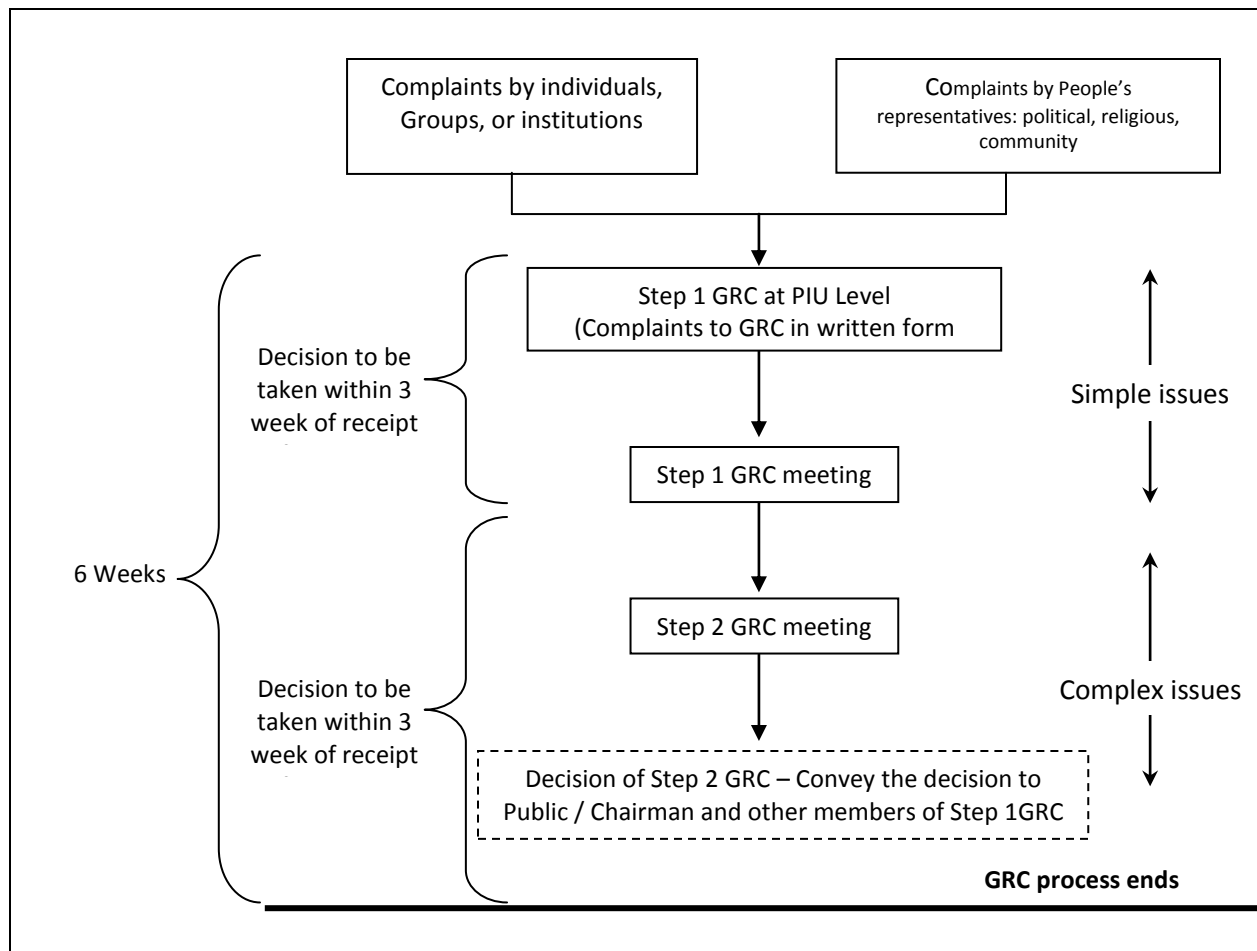 Complaints by individuals,
Groups, or institutions
Complaints by People’s
representatives: political, religious,
community
Step 1 GRC at PIU Level
(Complaints to GRC in written form
Decision to be
taken within 3
week of receipt
Simple issues
Step 1 GRC meeting
6 Weeks
Step 2 GRC meeting
Decision to be
taken within 3
week of receipt
Complex issues
Decision of Step 2 GRC – Convey the decision to
Public / Chairman and other members of Step 1GRC
GRC process ends